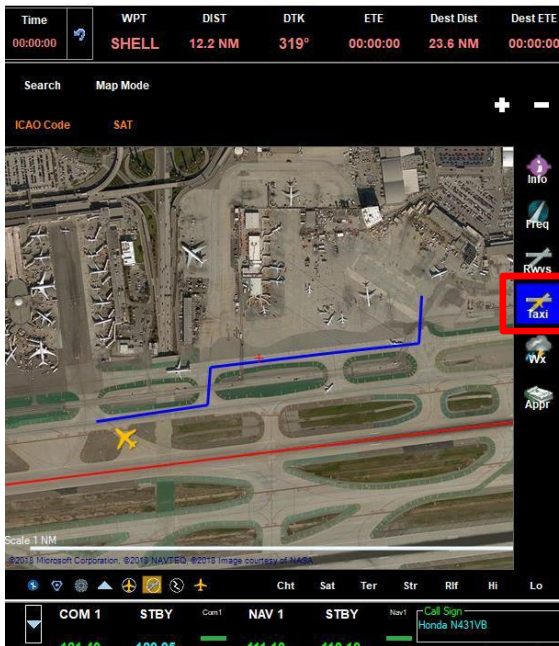 Time WPT DIST DTK ETE Dest Dist Dest ETE
00:00:00 SHELL 12.2 NM 319° 00:00:00 23.6 NM 00:00:00
Search Map Mode
ICAO Code SAT
Info
Freq
Rwys
Taxi
Wx
Appr
Scale 1 NM
©2018 Microsoft Corporation, ©2018 NAVTEQ, ©2018 Image courtesy of NASA
Cht Sat Ter Str Rlf Hi Lo
COM 1 STBY Com1 NAV 1 STBY Nav1 Call Sign
Honda N431VB